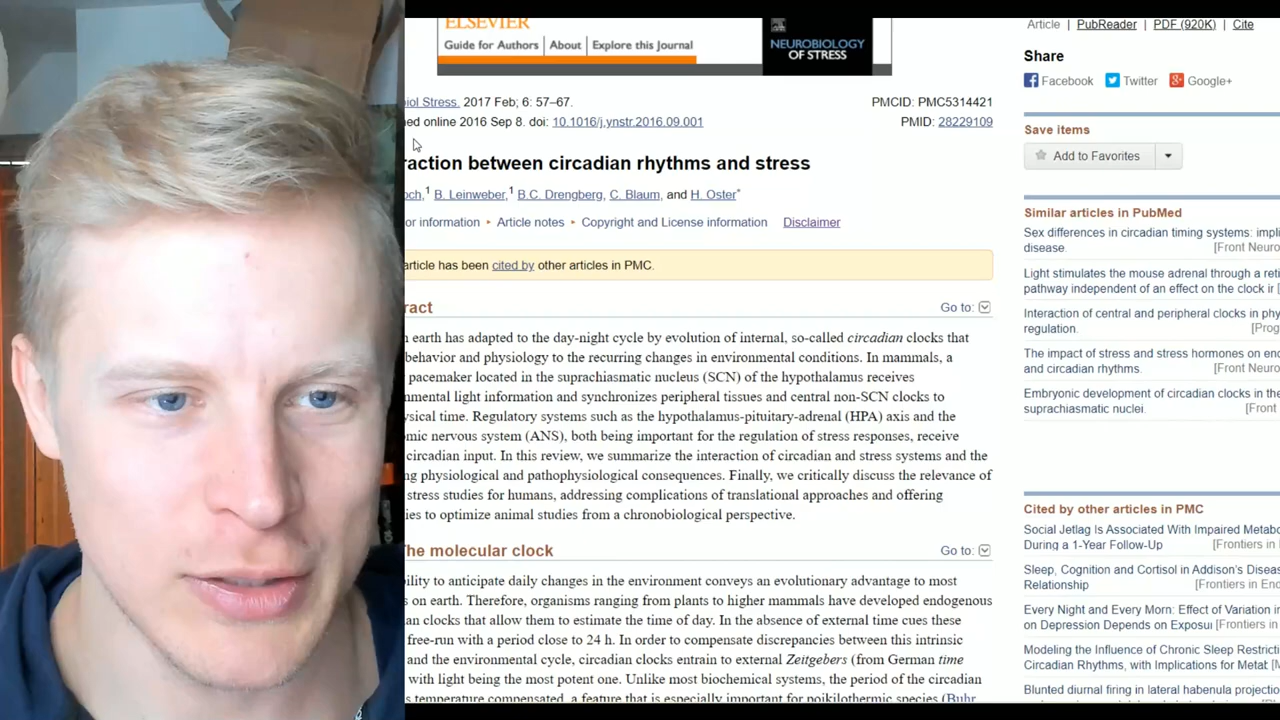 ELSEVIER
Guide for Authors About Explore this Journal
NEUROBIOLOGY
OF STRESS
Article | PubReader | PDF (920K) | Cite
Share
Facebook Twitter Google+
Stress. 2017 Feb; 6: 57–67.
PMCID: PMC5314421
online 2016 Sep 8. doi: 10.1016/j.ynstr.2016.09.001
PMID: 28229109
raction between circadian rhythms and stress
och,1 B. Leinweber,1 B.C. Drengberg, C. Blaum, and H. Oster*
or information ▸ Article notes ▸ Copyright and License information Disclaimer
article has been cited by other articles in PMC.
ract
Go to:
earth has adapted to the day-night cycle by evolution of internal, so-called circadian clocks that
behavior and physiology to the recurring changes in environmental conditions. In mammals, a
pacemaker located in the suprachiasmatic nucleus (SCN) of the hypothalamus receives
nmental light information and synchronizes peripheral tissues and central non-SCN clocks to
ysical time. Regulatory systems such as the hypothalamus-pituitary-adrenal (HPA) axis and the
omic nervous system (ANS), both being important for the regulation of stress responses, receive
circadian input. In this review, we summarize the interaction of circadian and stress systems and the
ng physiological and pathophysiological consequences. Finally, we critically discuss the relevance of
stress studies for humans, addressing complications of translational approaches and offering
ies to optimize animal studies from a chronobiological perspective.
The molecular clock
Go to:
bility to anticipate daily changes in the environment conveys an evolutionary advantage to most
s on earth. Therefore, organisms ranging from plants to higher mammals have developed endogenous
an clocks that allow them to estimate the time of day. In the absence of external time cues these
free-run with a period close to 24 h. In order to compensate discrepancies between this intrinsic
and the environmental cycle, circadian clocks entrain to external Zeitgebers (from German time
with light being the most potent one. Unlike most biochemical systems, the period of the circadian
s temperature compensated, a feature that is especially important for poikilothermic species (Buhr
Save items
Add to Favorites
Similar articles in PubMed
Sex differences in circadian timing systems: impli
disease. [Front Neuro
Light stimulates the mouse adrenal through a reti
pathway independent of an effect on the clock ir [
Interaction of central and peripheral clocks in phy
regulation. [Prog
The impact of stress and stress hormones on end
and circadian rhythms. [Front Neuro
Embryonic development of circadian clocks in the
suprachiasmatic nuclei. [Front
Cited by other articles in PMC
Social Jetlag Is Associated With Impaired Metabo
During a 1-Year Follow-Up [Frontiers in
Sleep, Cognition and Cortisol in Addison's Diseas
Relationship [Frontiers in End
Every Night and Every Morn: Effect of Variation in
on Depression Depends on Exposur [Frontiers in
Modeling the Influence of Chronic Sleep Restricti
Circadian Rhythms, with Implications for Metab [M
Blunted diurnal firing in lateral habenula projectio